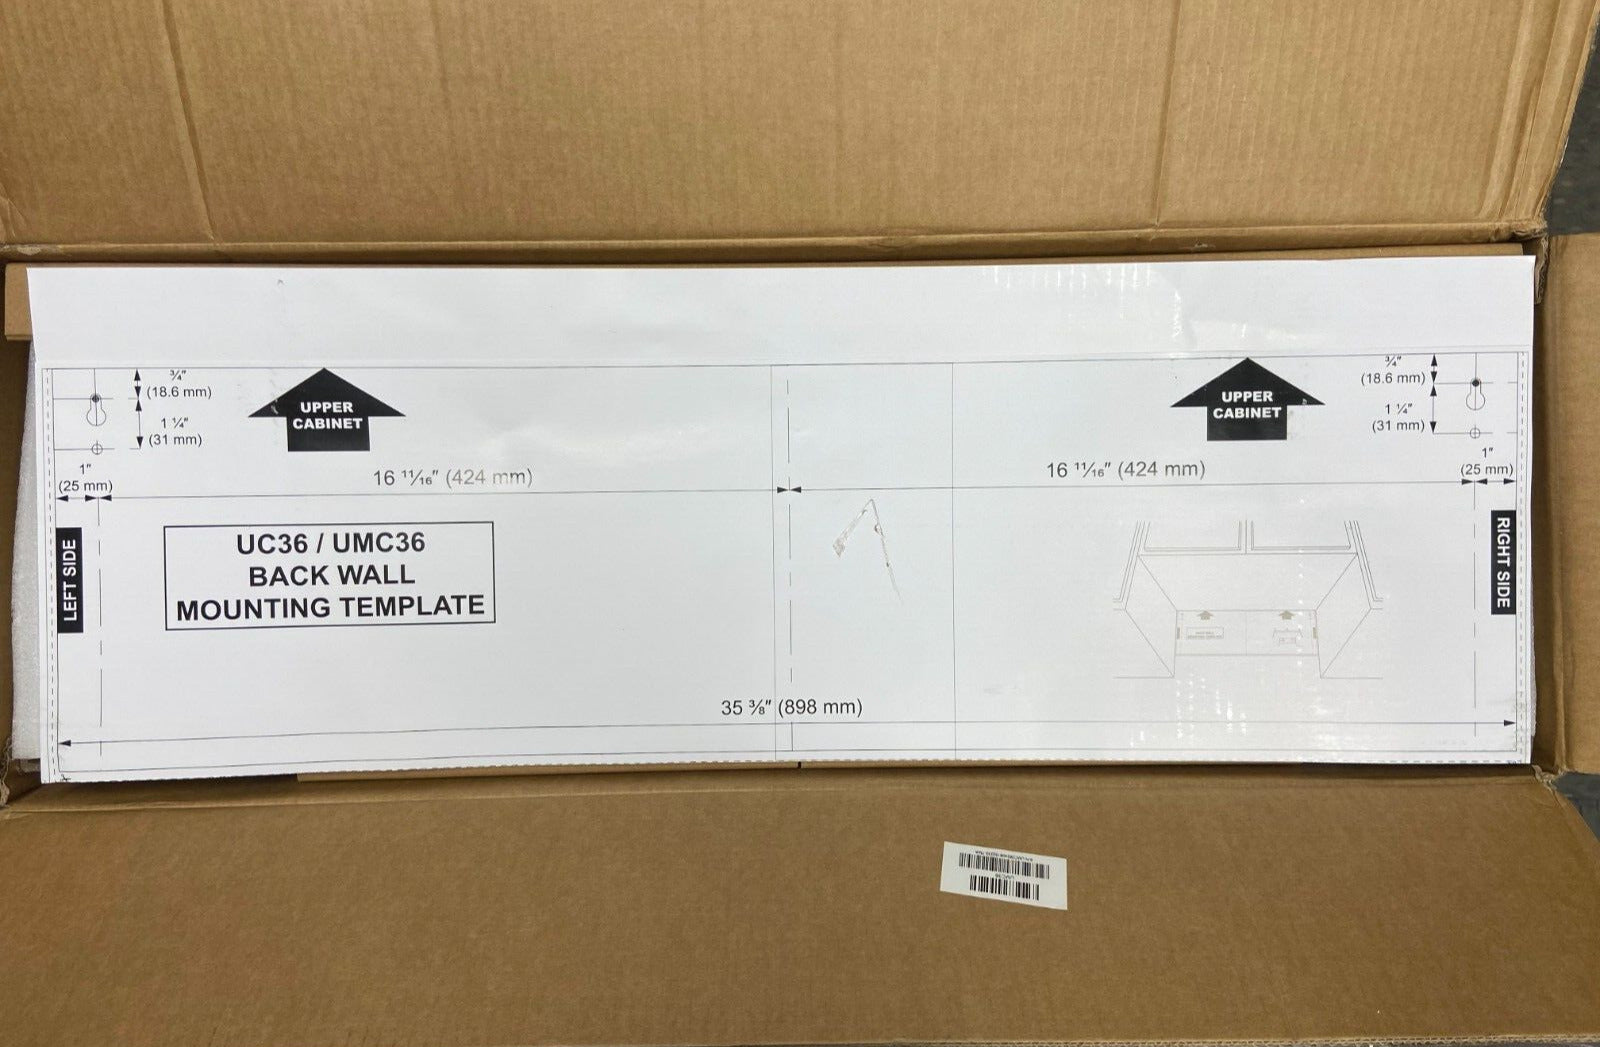 ¾"
(18.6 mm)
1 ¼"
(31 mm)
1"
(25 mm)
UPPER
CABINET
16 ¹¹⁄₁₆" (424 mm)
UPPER
CABINET
16 ¹¹⁄₁₆" (424 mm)
¾"
(18.6 mm)
1 ¼"
(31 mm)
1"
(25 mm)
LEFT SIDE
UC36 / UMC36
BACK WALL
MOUNTING TEMPLATE
RIGHT SIDE
35 ⅜" (898 mm)
UMC36